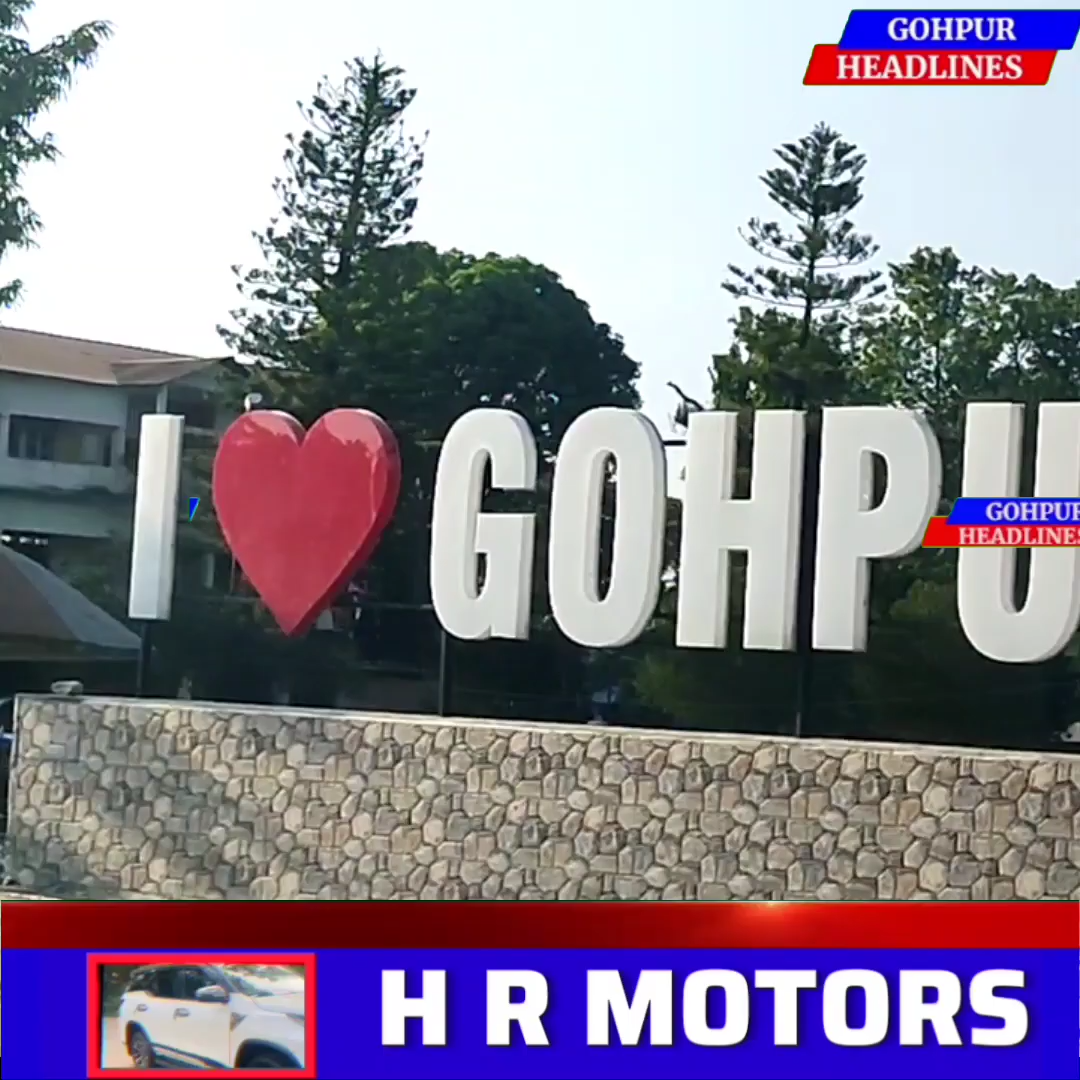 GOHPUR
HEADLINES
I ❤ GOHPU
GOHPUR
HEADLINES
H R MOTORS